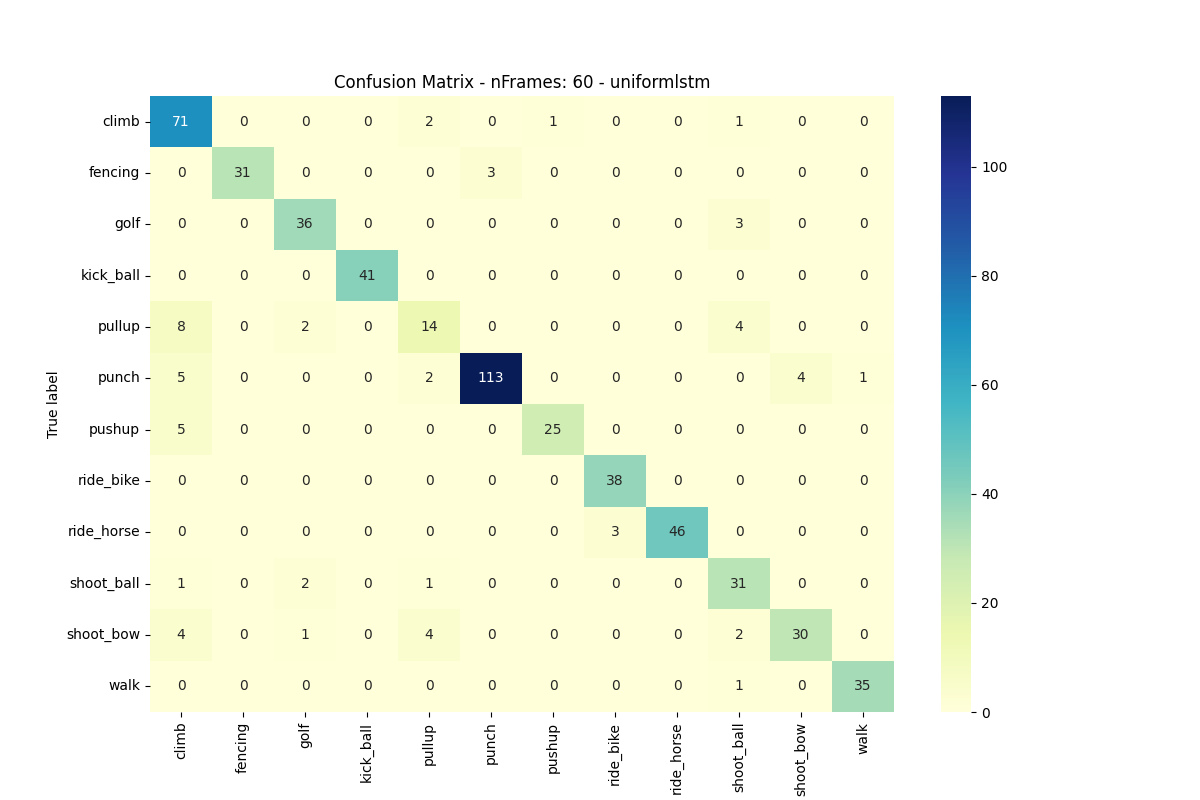 Confusion Matrix - nFrames: 60 - uniformlstm
True label
climb 71 0 0 0 2 0 1 0 0 1 0 0
fencing 0 31 0 0 0 3 0 0 0 0 0 0
golf 0 0 36 0 0 0 0 0 0 3 0 0
kick_ball 0 0 0 41 0 0 0 0 0 0 0 0
pullup 8 0 2 0 14 0 0 0 0 4 0 0
punch 5 0 0 0 2 113 0 0 0 0 4 1
pushup 5 0 0 0 0 0 25 0 0 0 0 0
ride_bike 0 0 0 0 0 0 0 38 0 0 0 0
ride_horse 0 0 0 0 0 0 0 3 46 0 0 0
shoot_ball 1 0 2 0 1 0 0 0 0 31 0 0
shoot_bow 4 0 1 0 4 0 0 0 0 2 30 0
walk 0 0 0 0 0 0 0 0 0 1 0 35
climb fencing golf kick_ball pullup punch pushup ride_bike ride_horse shoot_ball shoot_bow walk
100
80
60
40
20
0